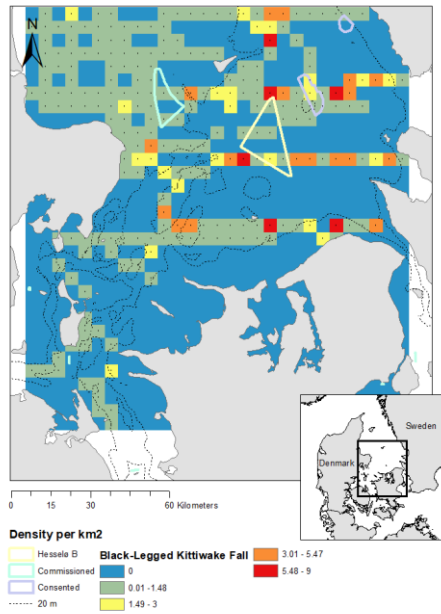 N
Sweden
Denmark
0 15 30 60 Kilometers
Density per km2
Hesselø B
Commissioned
Consented
20 m
Black-Legged Kittiwake Fall
0
0.01 -1.48
1.49 - 3
3.01 - 5.47
5.48 - 9